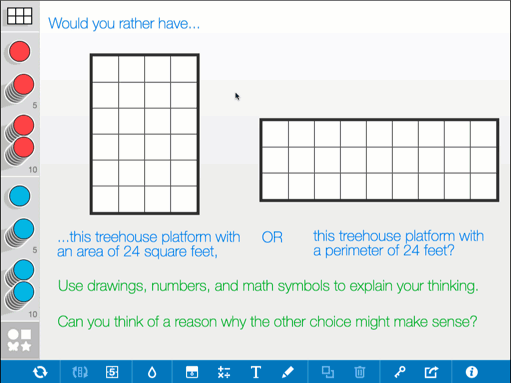 Would you rather have...
5
10
5
10
...this treehouse platform with
an area of 24 square feet,
OR
this treehouse platform with
a perimeter of 24 feet?
Use drawings, numbers, and math symbols to explain your thinking.
Can you think of a reason why the other choice might make sense?
5
T